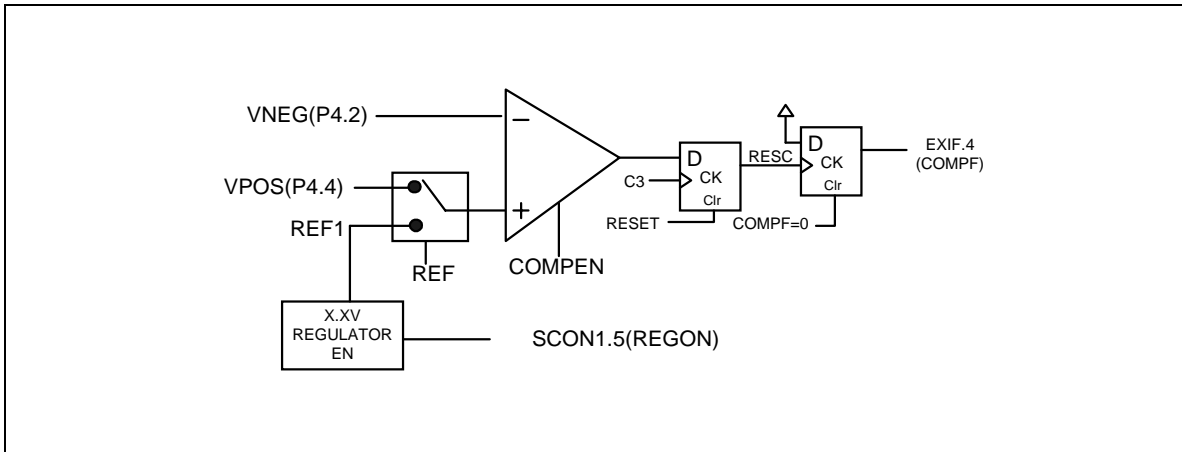 VNEG(P4.2)
−
VPOS(P4.4)
+
REF1
REF
COMPEN
X.XV
REGULATOR
EN
SCON1.5(REGON)
D
CK
Clr
C3
RESET
RESC
D
CK
Clr
COMPF=0
EXIF.4
(COMPF)